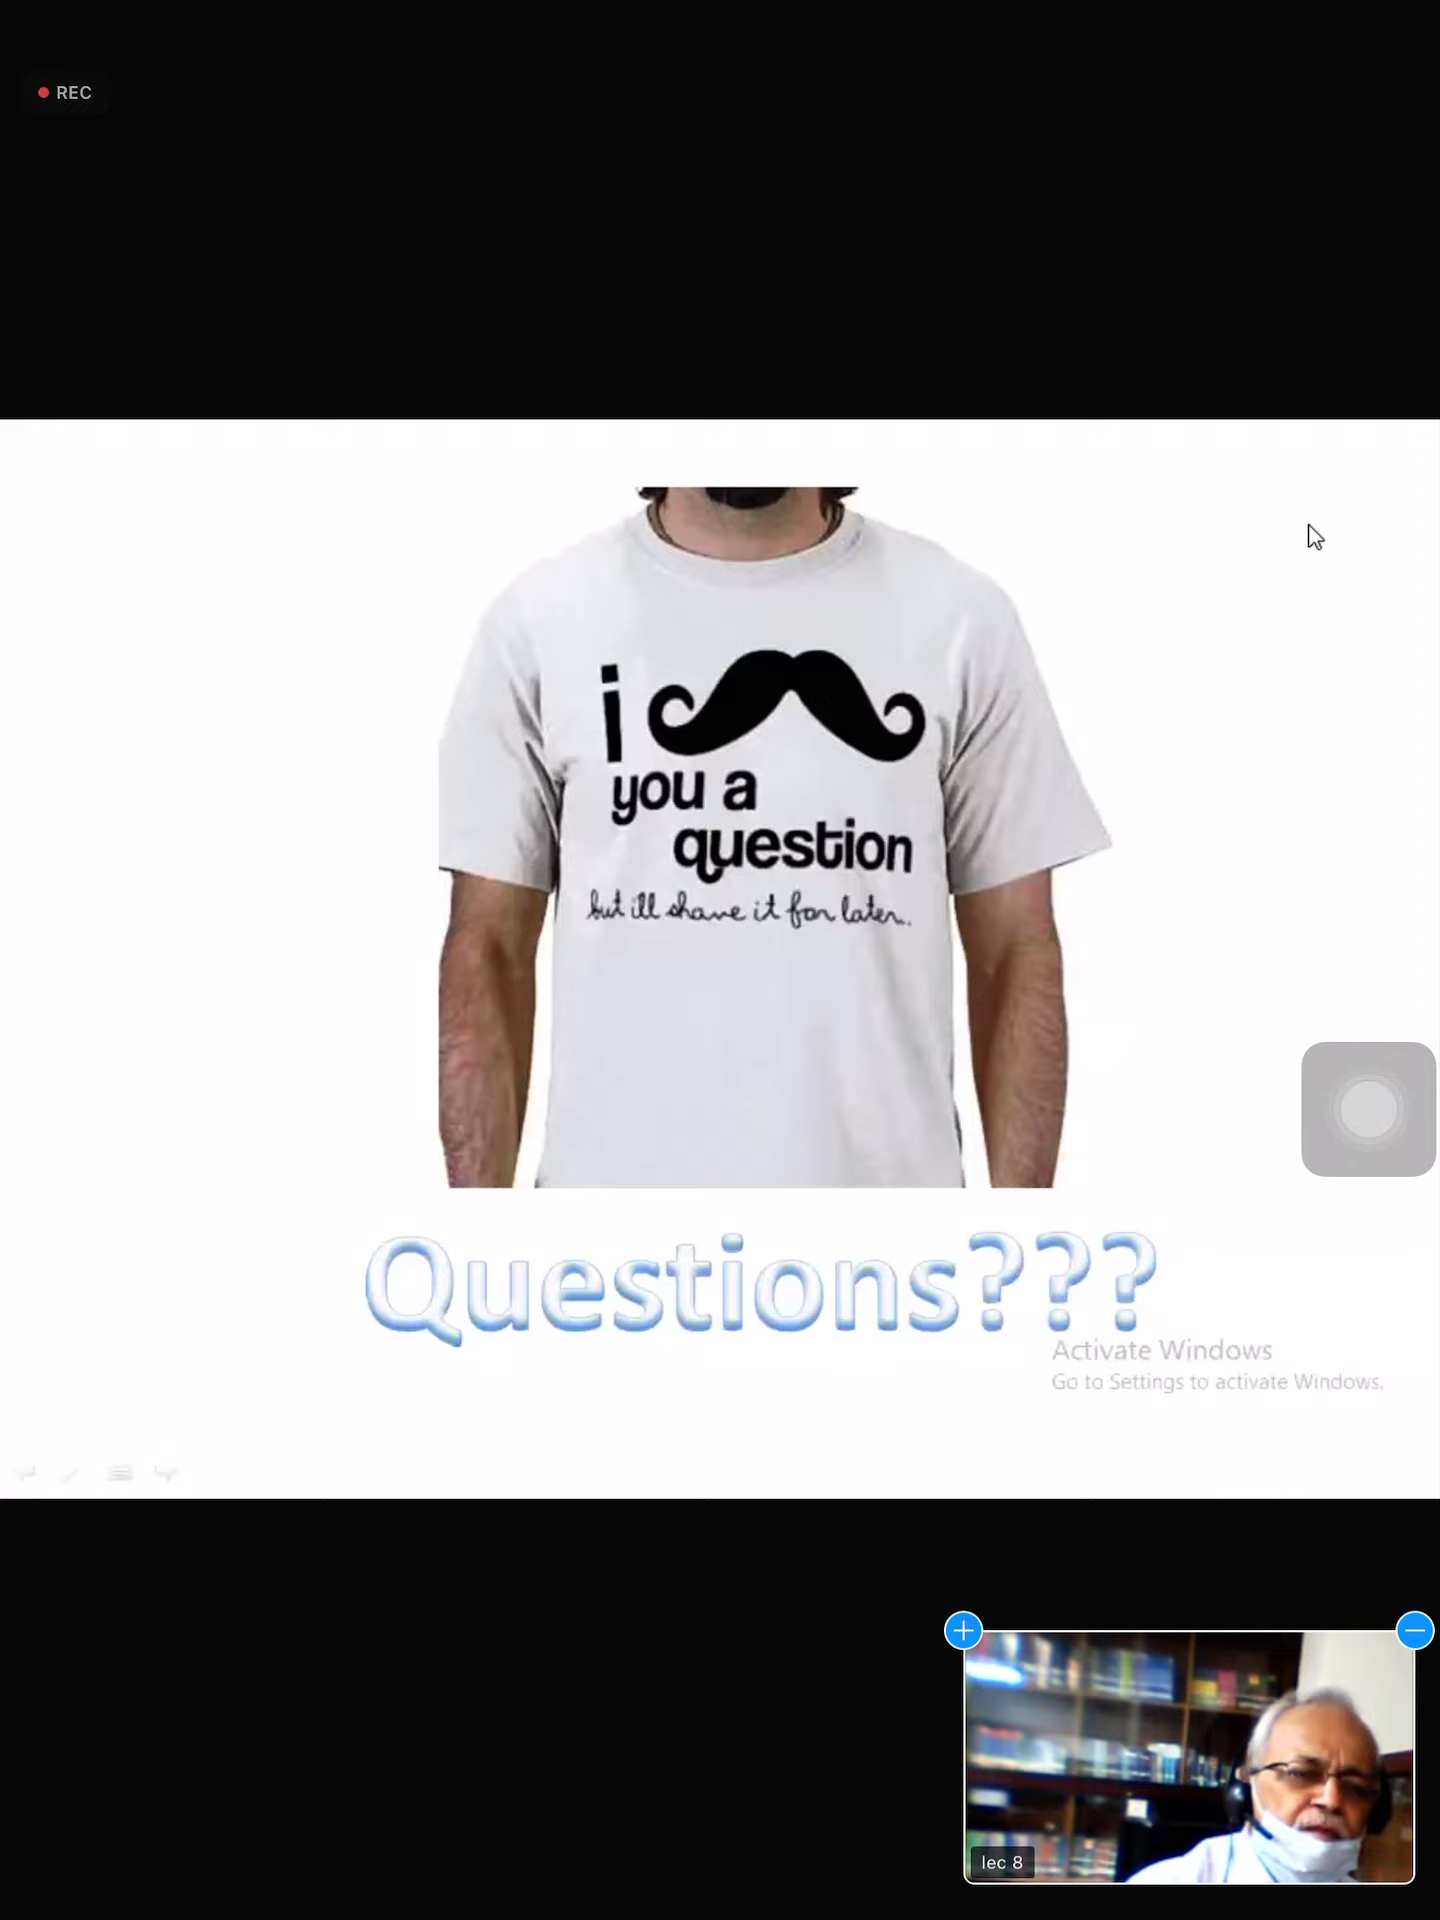 REC
i
you a
question
but ill shave it for later..
Questions???
Activate Windows
Go to Settings to activate Windows.
lec 8